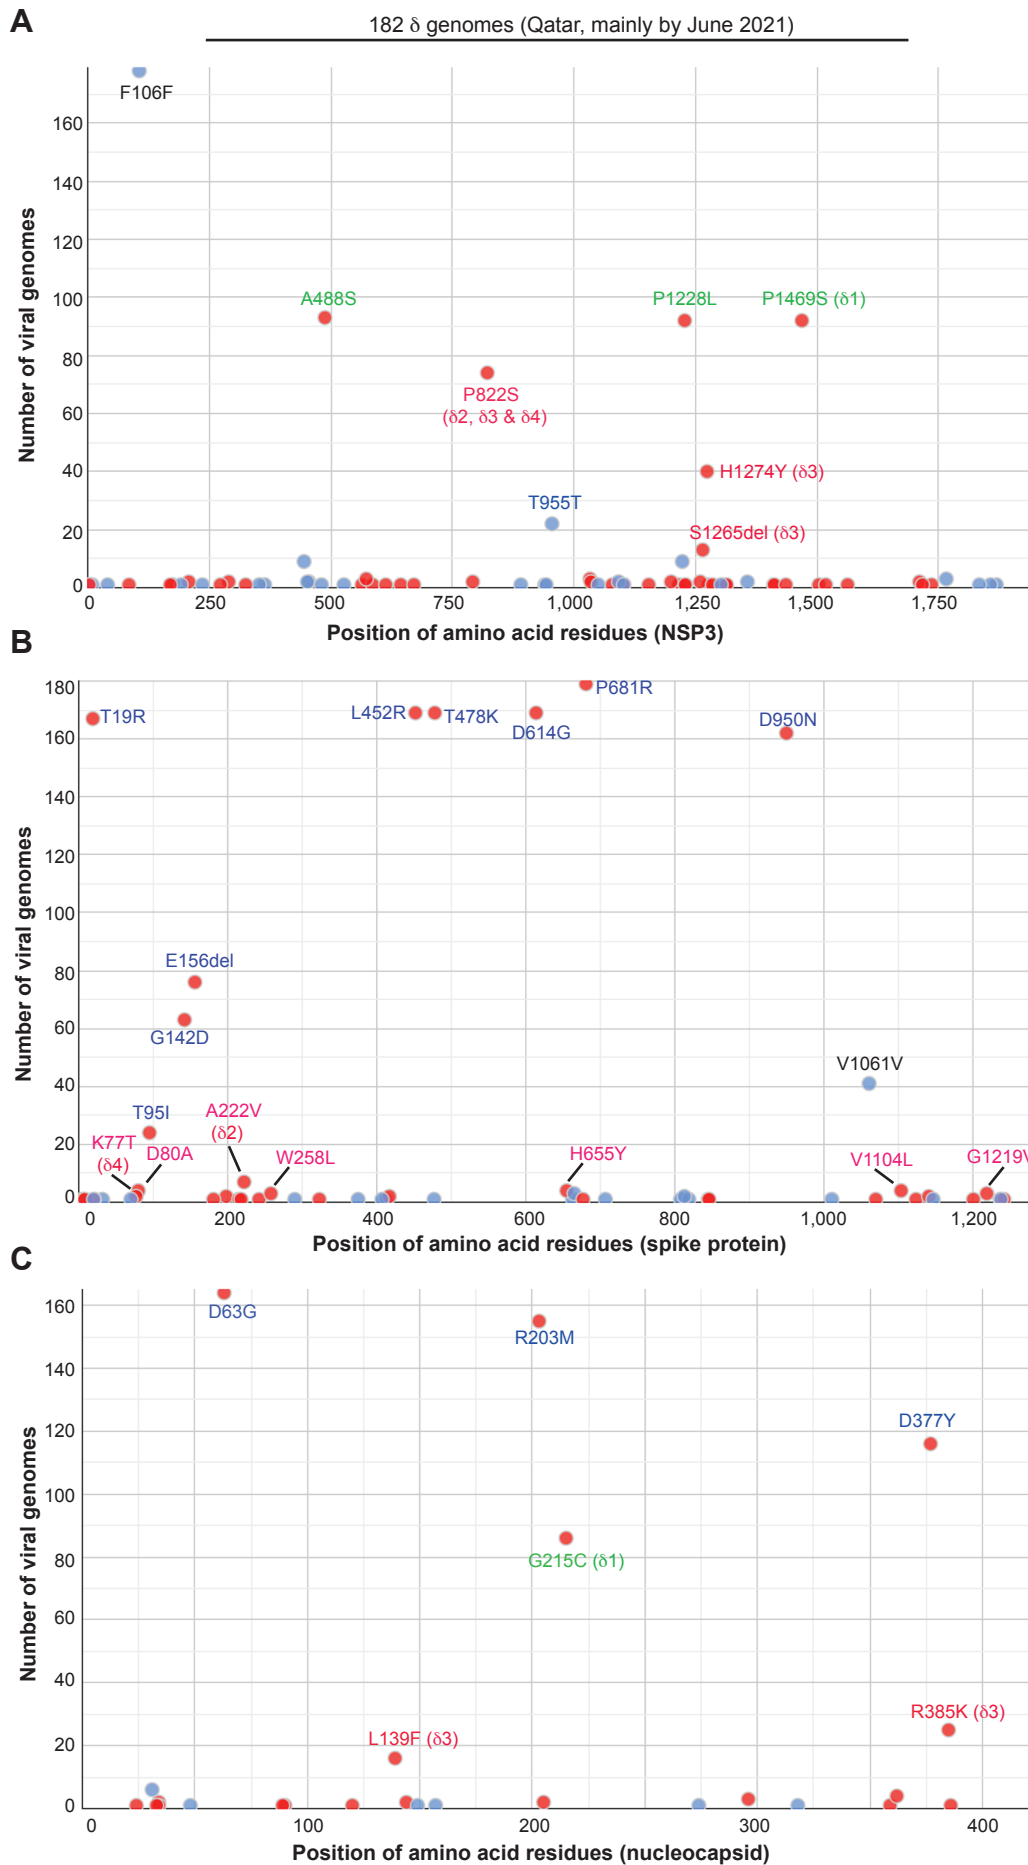 A
182 δ genomes (Qatar, mainly by June 2021)
F106F
160
140
120
100
80
60
40
20
0
A488S
P1228L
P1469S (δ1)
P822S
(δ2, δ3 & δ4)
H1274Y (δ3)
T955T
S1265del (δ3)
Number of viral genomes
0
250
500
750
1,000
1,250
1,500
1,750
Position of amino acid residues (NSP3)
B
180
160
140
120
100
80
60
40
20
0
P681R
T19R
L452R
T478K
D614G
D950N
E156del
G142D
V1061V
T95I
A222V
(δ2)
K77T
(δ4)
D80A
W258L
H655Y
V1104L
G1219V
Number of viral genomes
0
200
400
600
800
1,000
1,200
Position of amino acid residues (spike protein)
C
160
140
120
100
80
60
40
20
0
D63G
R203M
D377Y
G215C (δ1)
L139F (δ3)
R385K (δ3)
Number of viral genomes
0
100
200
300
400
Position of amino acid residues (nucleocapsid)